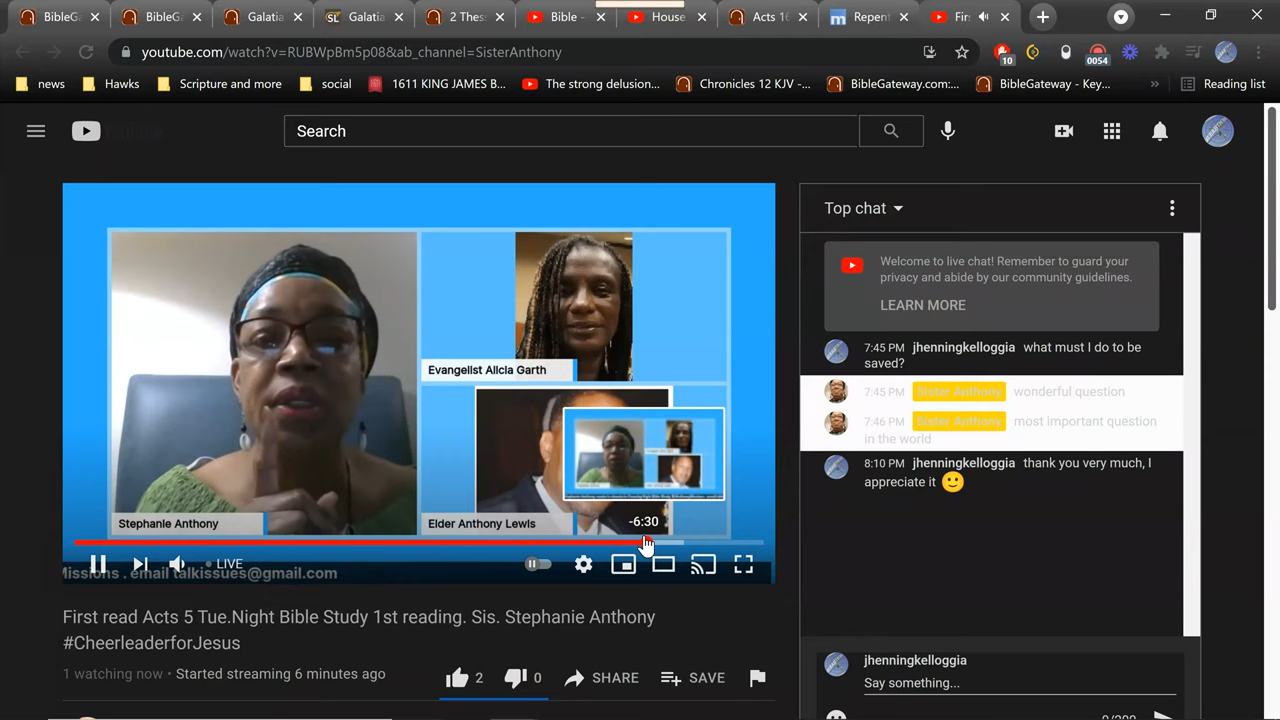 BibleG
BibleG
Galatia
Galatia
2 Thess
Bible -
House
Acts 16
Repent
Firs
youtube.com/watch?v=RUBWpBm5p08&ab_channel=SisterAnthony
10
0054
news
Hawks
Scripture and more
social
1611 KING JAMES B...
The strong delusion...
Chronicles 12 KJV -...
BibleGateway.com:...
BibleGateway - Key...
»
Reading list
Search
Evangelist Alicia Garth
Stephanie Anthony
Elder Anthony Lewis
-6:30
LIVE
Missions . email talkissues@gmail.com
Top chat
Welcome to live chat! Remember to guard your
privacy and abide by our community guidelines.
LEARN MORE
7:45 PM jhenningkelloggia what must I do to be
saved?
7:45 PM Sister Anthony wonderful question
7:46 PM Sister Anthony most important question
in the world
8:10 PM jhenningkelloggia thank you very much, I
appreciate it
jhenningkelloggia
Say something...
0/200
First read Acts 5 Tue.Night Bible Study 1st reading. Sis. Stephanie Anthony
#CheerleaderforJesus
1 watching now • Started streaming 6 minutes ago
2
0
SHARE
SAVE